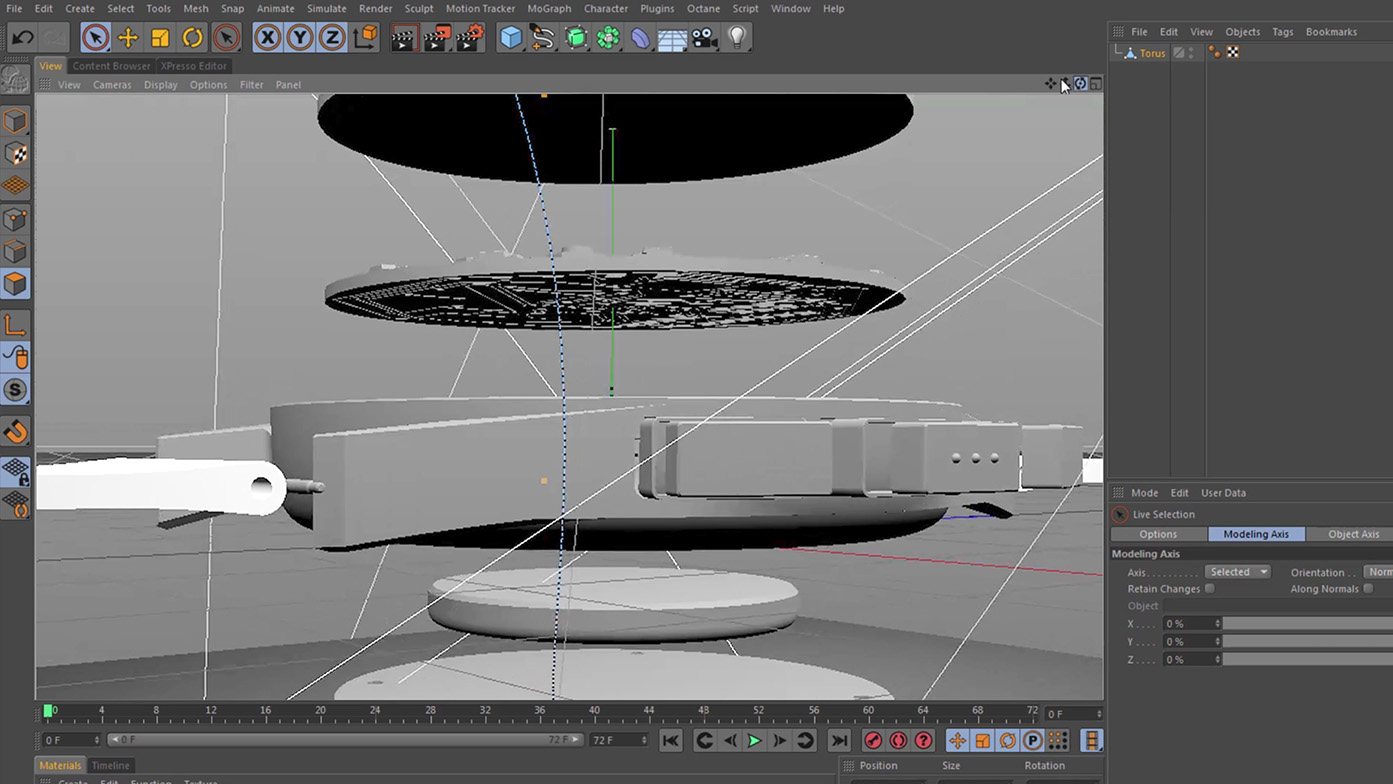 File Edit Create Select Tools Mesh Snap Animate Simulate Render Sculpt Motion Tracker MoGraph Character Plugins Octane Script Window Help
X Y Z
File Edit View Objects Tags Bookmarks
View Content Browser XPresso Editor
Torus
View Cameras Display Options Filter Panel
S
Mode Edit User Data
Live Selection
Options Modeling Axis Object Axis
Modeling Axis
Axis Selected Orientation Norm
Retain Changes Along Normals
Object
X 0 %
Y 0 %
Z 0 %
0 4 8 12 16 20 24 28 32 36 40 44 48 52 56 60 64 68 72 0 F
0 F 0 F 72 F 72 F P
Materials Timeline
Position Size Rotation
Create Edit Function Texture